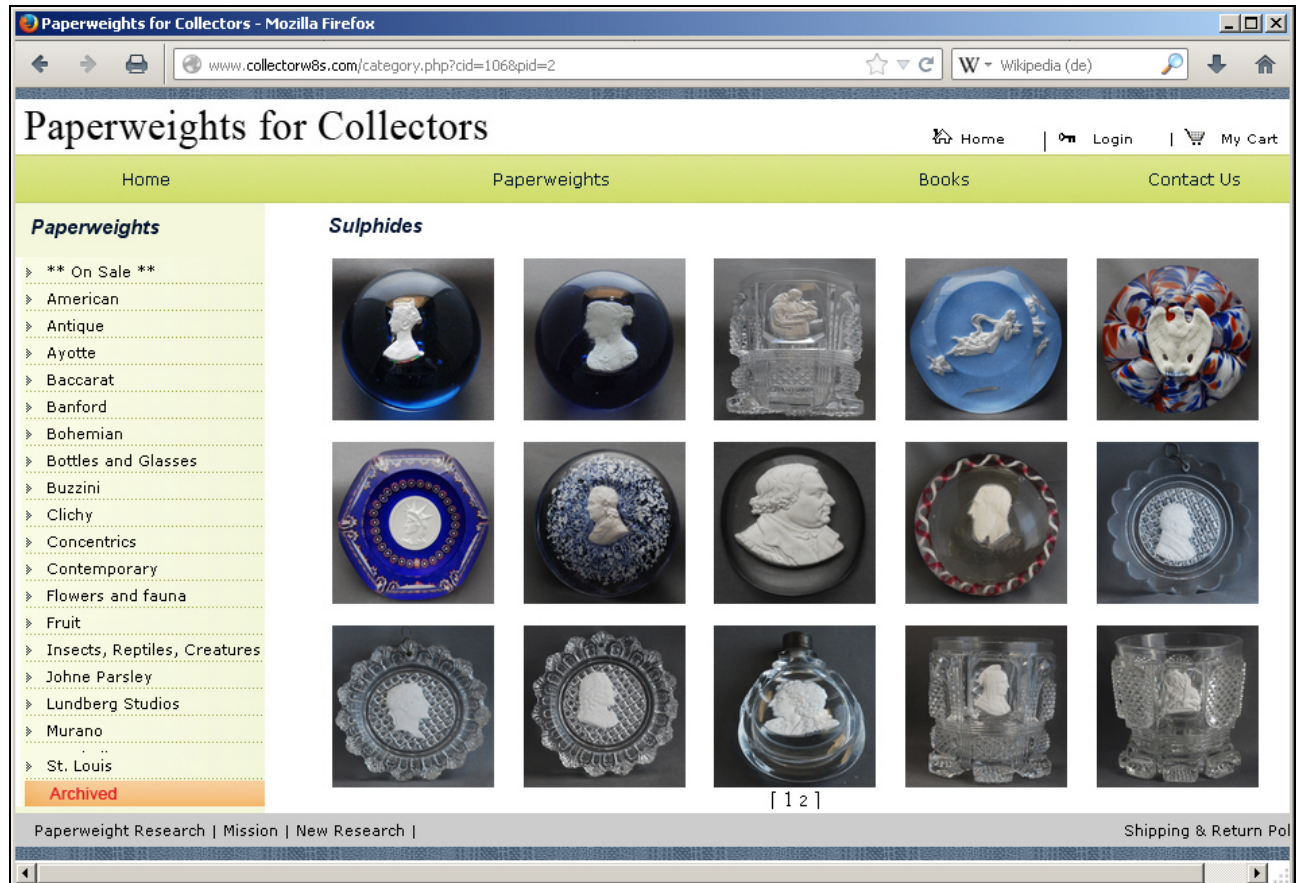 Paperweights for Collectors - Mozilla Firefox
www.collectorw8s.com/category.php?cid=106&pid=2
W Wikipedia (de)
Paperweights for Collectors
Home | Login | My Cart
Home Paperweights Books Contact Us
Paperweights
Sulphides
** On Sale **
American
Antique
Ayotte
Baccarat
Banford
Bohemian
Bottles and Glasses
Buzzini
Clichy
Concentrics
Contemporary
Flowers and fauna
Fruit
Insects, Reptiles, Creatures
Johne Parsley
Lundberg Studios
Murano
St. Louis
Archived
[ 1 2 ]
Paperweight Research | Mission | New Research |
Shipping & Return Pol